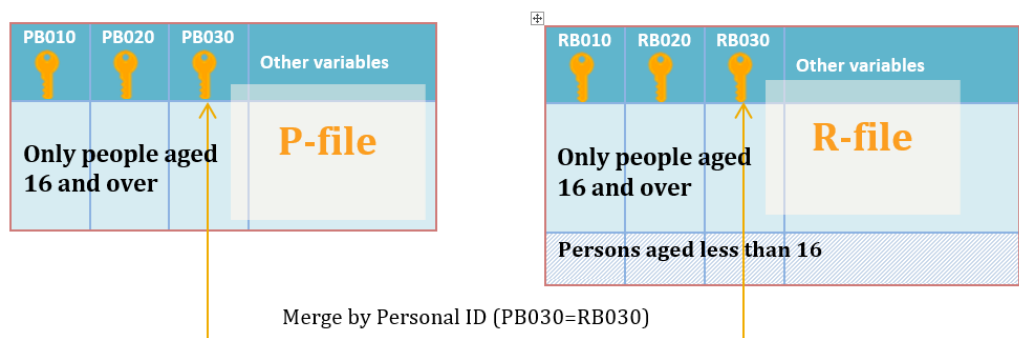 PB010 PB020 PB030
Other variables
P-file
Only people aged
16 and over
RB010 RB020 RB030
Other variables
R-file
Only people aged
16 and over
Persons aged less than 16
Merge by Personal ID (PB030=RB030)